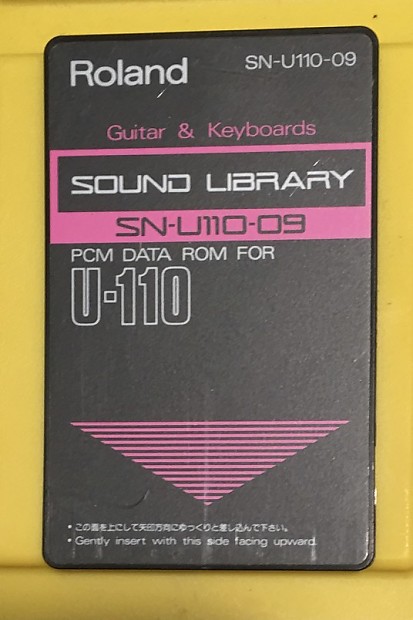 Roland SN-U110-09
Guitar & Keyboards
SOUND LIBRARY
SN-U110-09
PCM DATA ROM FOR
U-110
・この面を上にして矢印方向にゆっくりと差し込んで下さい。
・Gently insert with this side facing upward.